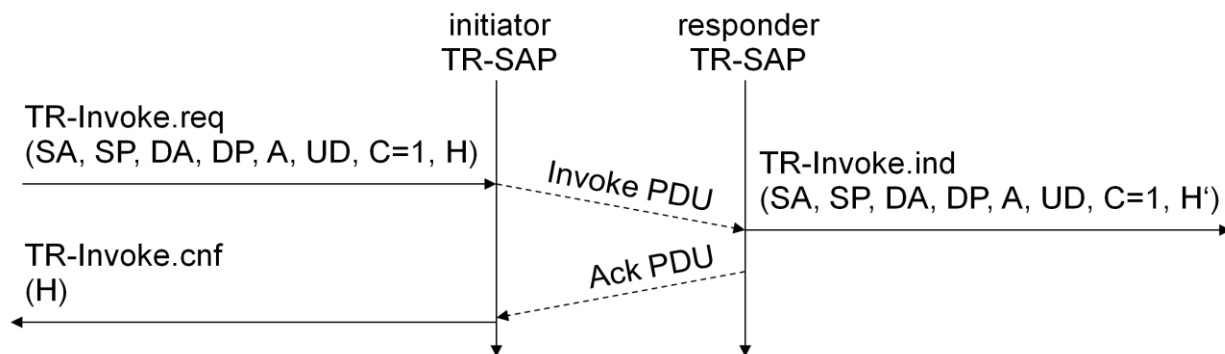 initiator
TR-SAP
responder
TR-SAP
TR-Invoke.req
(SA, SP, DA, DP, A, UD, C=1, H)
Invoke PDU
TR-Invoke.ind
(SA, SP, DA, DP, A, UD, C=1, H‘)
TR-Invoke.cnf
(H)
Ack PDU